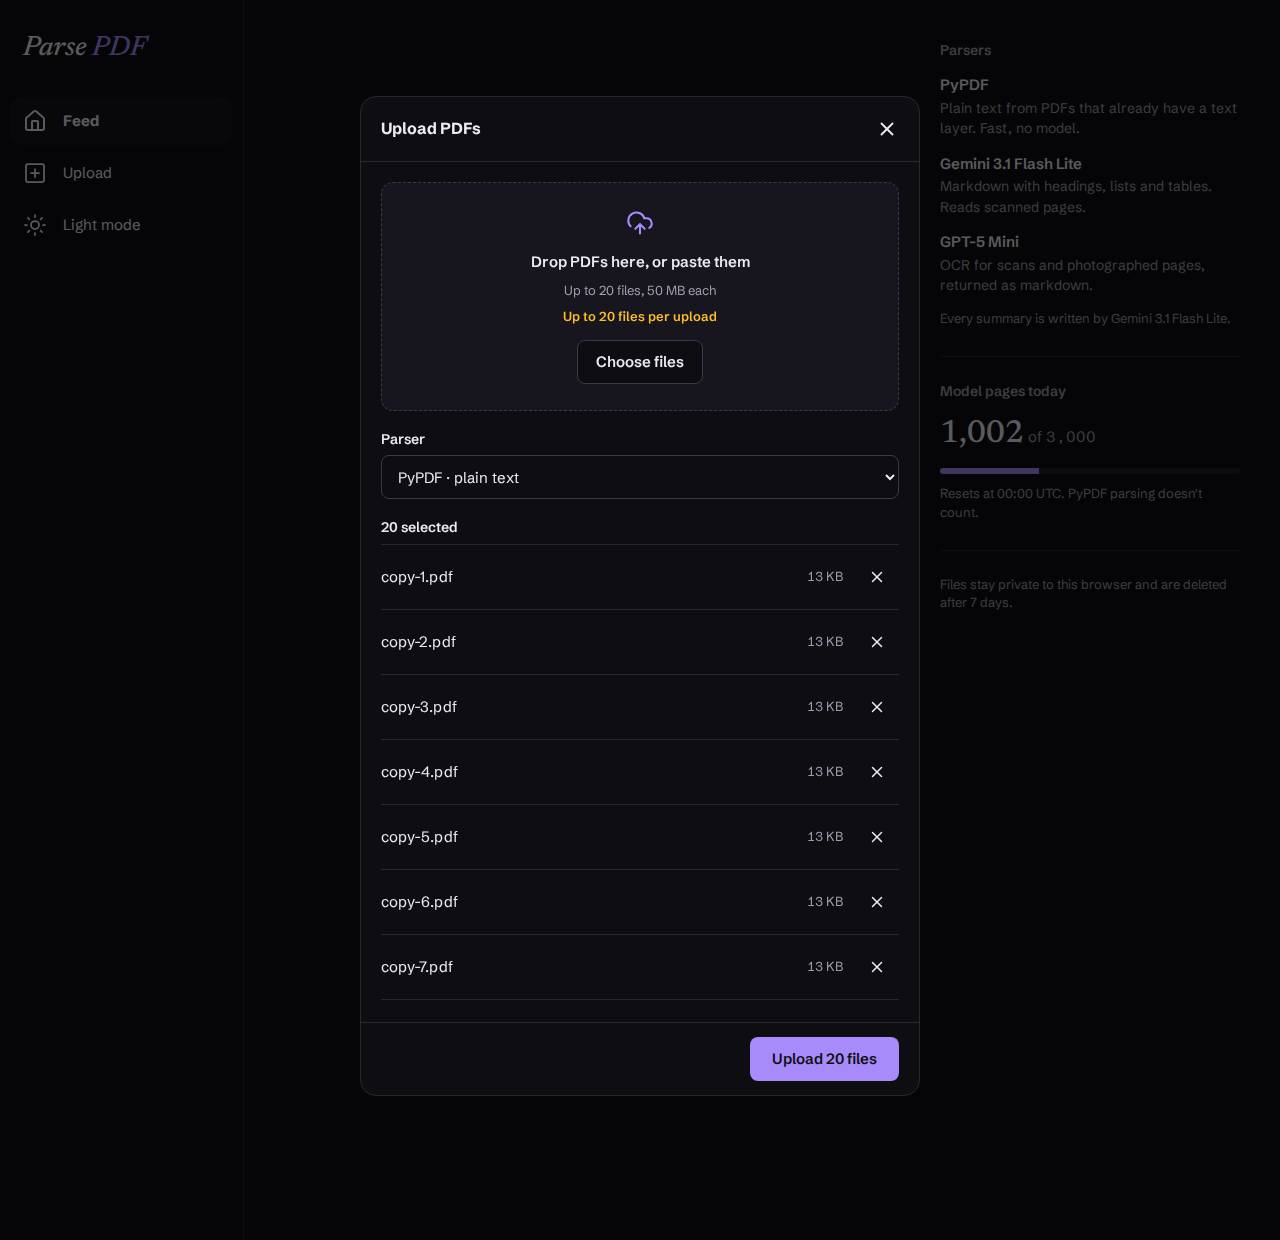 Parse PDF
Feed
Upload
Light mode
Upload PDFs
Drop PDFs here, or paste them
Up to 20 files, 50 MB each
Up to 20 files per upload
Choose files
Parser
PyPDF · plain text
20 selected
copy-1.pdf 13 KB
copy-2.pdf 13 KB
copy-3.pdf 13 KB
copy-4.pdf 13 KB
copy-5.pdf 13 KB
copy-6.pdf 13 KB
copy-7.pdf 13 KB
Upload 20 files
Parsers
PyPDF
Plain text from PDFs that already have a text
layer. Fast, no model.
Gemini 3.1 Flash Lite
Markdown with headings, lists and tables.
Reads scanned pages.
GPT-5 Mini
OCR for scans and photographed pages,
returned as markdown.
Every summary is written by Gemini 3.1 Flash Lite.
Model pages today
1,002 of 3,000
Resets at 00:00 UTC. PyPDF parsing doesn't
count.
Files stay private to this browser and are deleted
after 7 days.